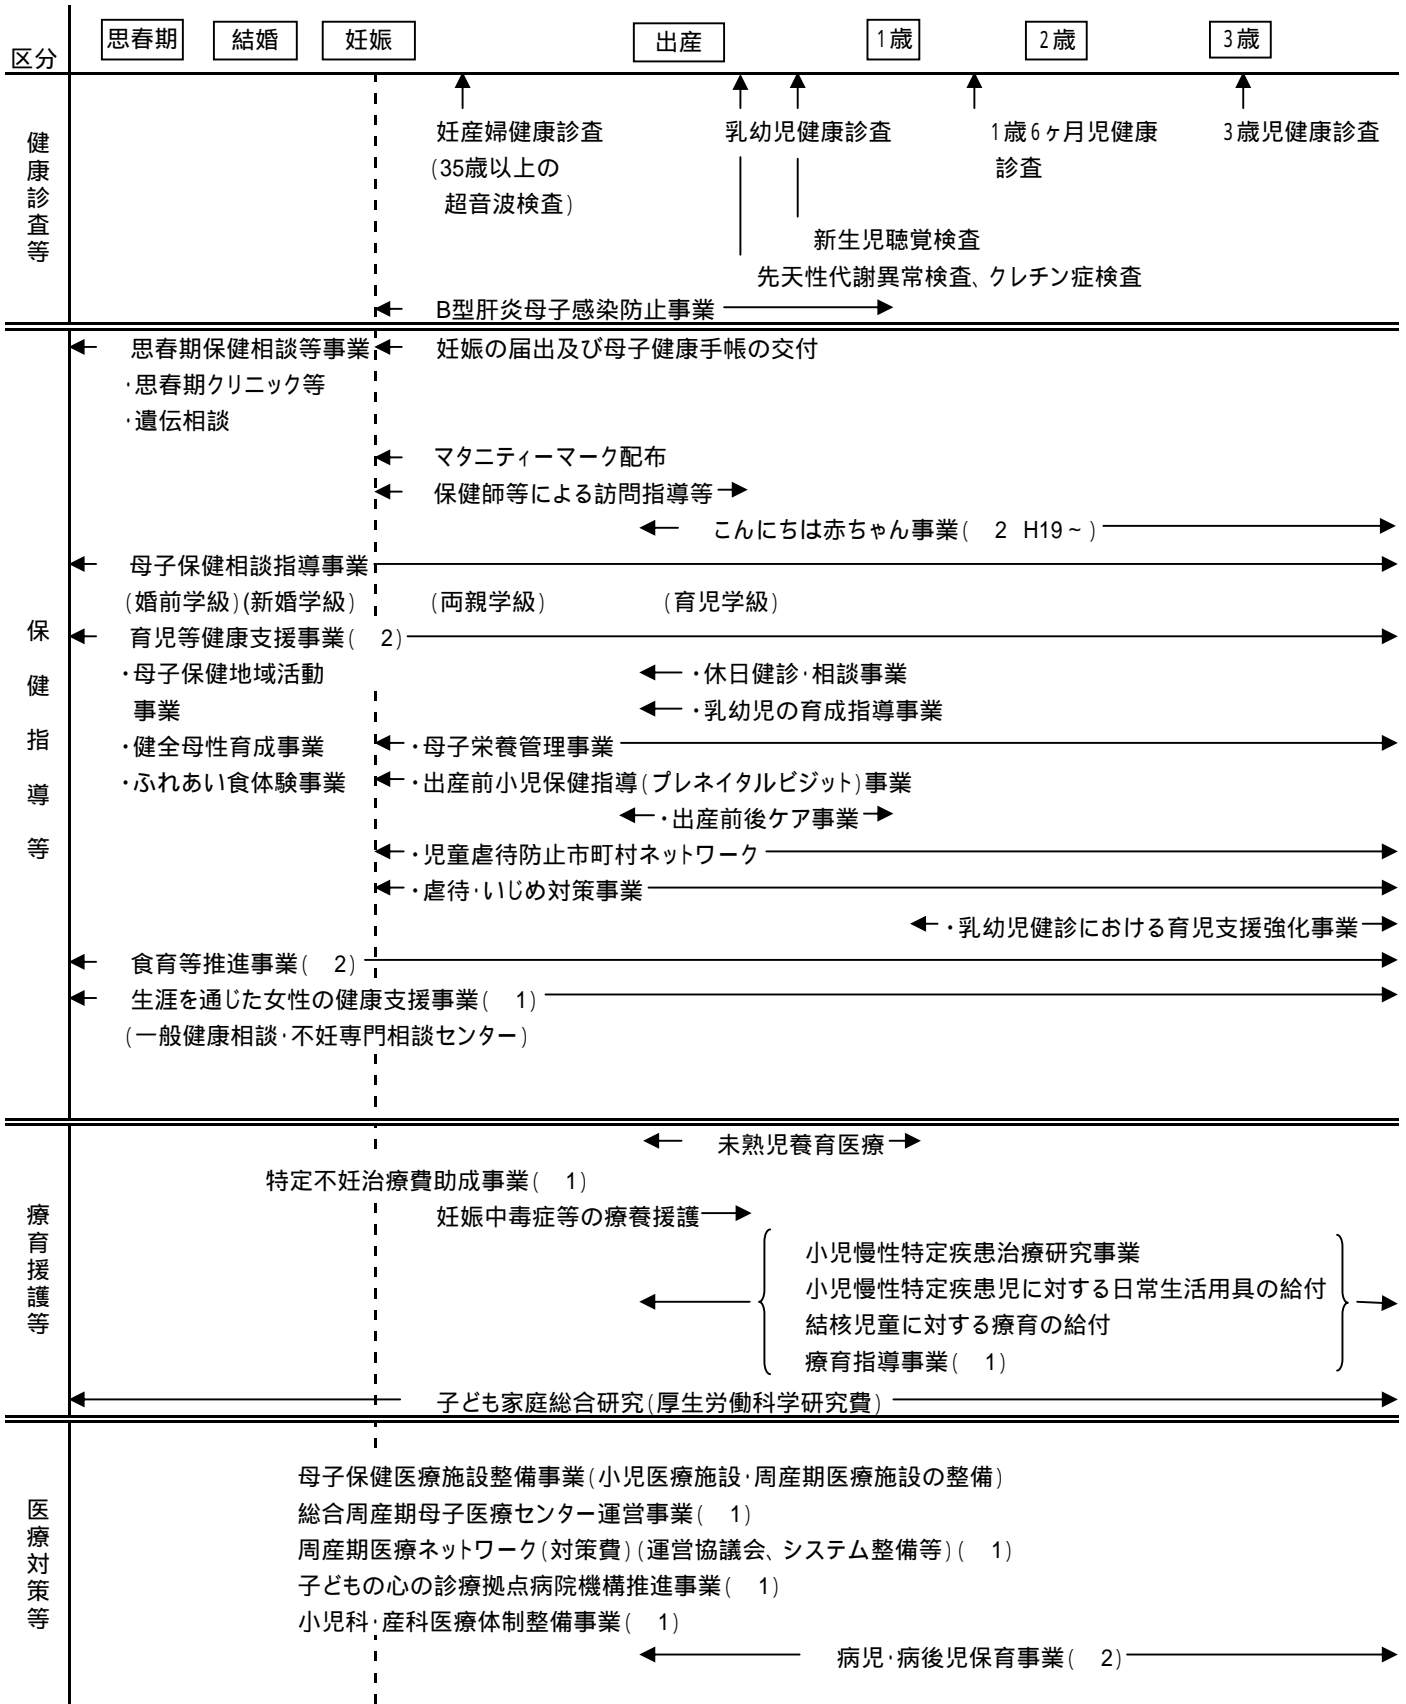 区分
思春期 結婚 妊娠 出産 1歳 2歳 3歳
健康診査等
妊産婦健康診査 乳幼児健康診査 1歳6ヶ月児健康 3歳児健康診査
(35歳以上の 診査
超音波検査)
新生児聴覚検査
先天性代謝異常検査、クレチン症検査
B型肝炎母子感染防止事業
保健指導等
思春期保健相談等事業 妊娠の届出及び母子健康手帳の交付
・思春期クリニック等
・遺伝相談
マタニティーマーク配布
保健師等による訪問指導等
こんにちは赤ちゃん事業( 2 H19~)
母子保健相談指導事業
(婚前学級)(新婚学級) (両親学級) (育児学級)
育児等健康支援事業( 2)
・母子保健地域活動 ・休日健診・相談事業
事業 ・乳幼児の育成指導事業
・健全母性育成事業 ・母子栄養管理事業
・ふれあい食体験事業 ・出産前小児保健指導(プレネイタルビジット)事業
・出産前後ケア事業
・児童虐待防止市町村ネットワーク
・虐待・いじめ対策事業
・乳幼児健診における育児支援強化事業
食育等推進事業( 2)
生涯を通じた女性の健康支援事業( 1)
(一般健康相談・不妊専門相談センター)
療育援護等
未熟児養育医療
特定不妊治療費助成事業( 1)
妊娠中毒症等の療養援護
小児慢性特定疾患治療研究事業
小児慢性特定疾患児に対する日常生活用具の給付
結核児童に対する療育の給付
療育指導事業( 1)
子ども家庭総合研究(厚生労働科学研究費)
医療対策等
母子保健医療施設整備事業(小児医療施設・周産期医療施設の整備)
総合周産期母子医療センター運営事業( 1)
周産期医療ネットワーク(対策費)(運営協議会、システム整備等)( 1)
子どもの心の診療拠点病院機構推進事業( 1)
小児科・産科医療体制整備事業( 1)
病児・病後児保育事業( 2)